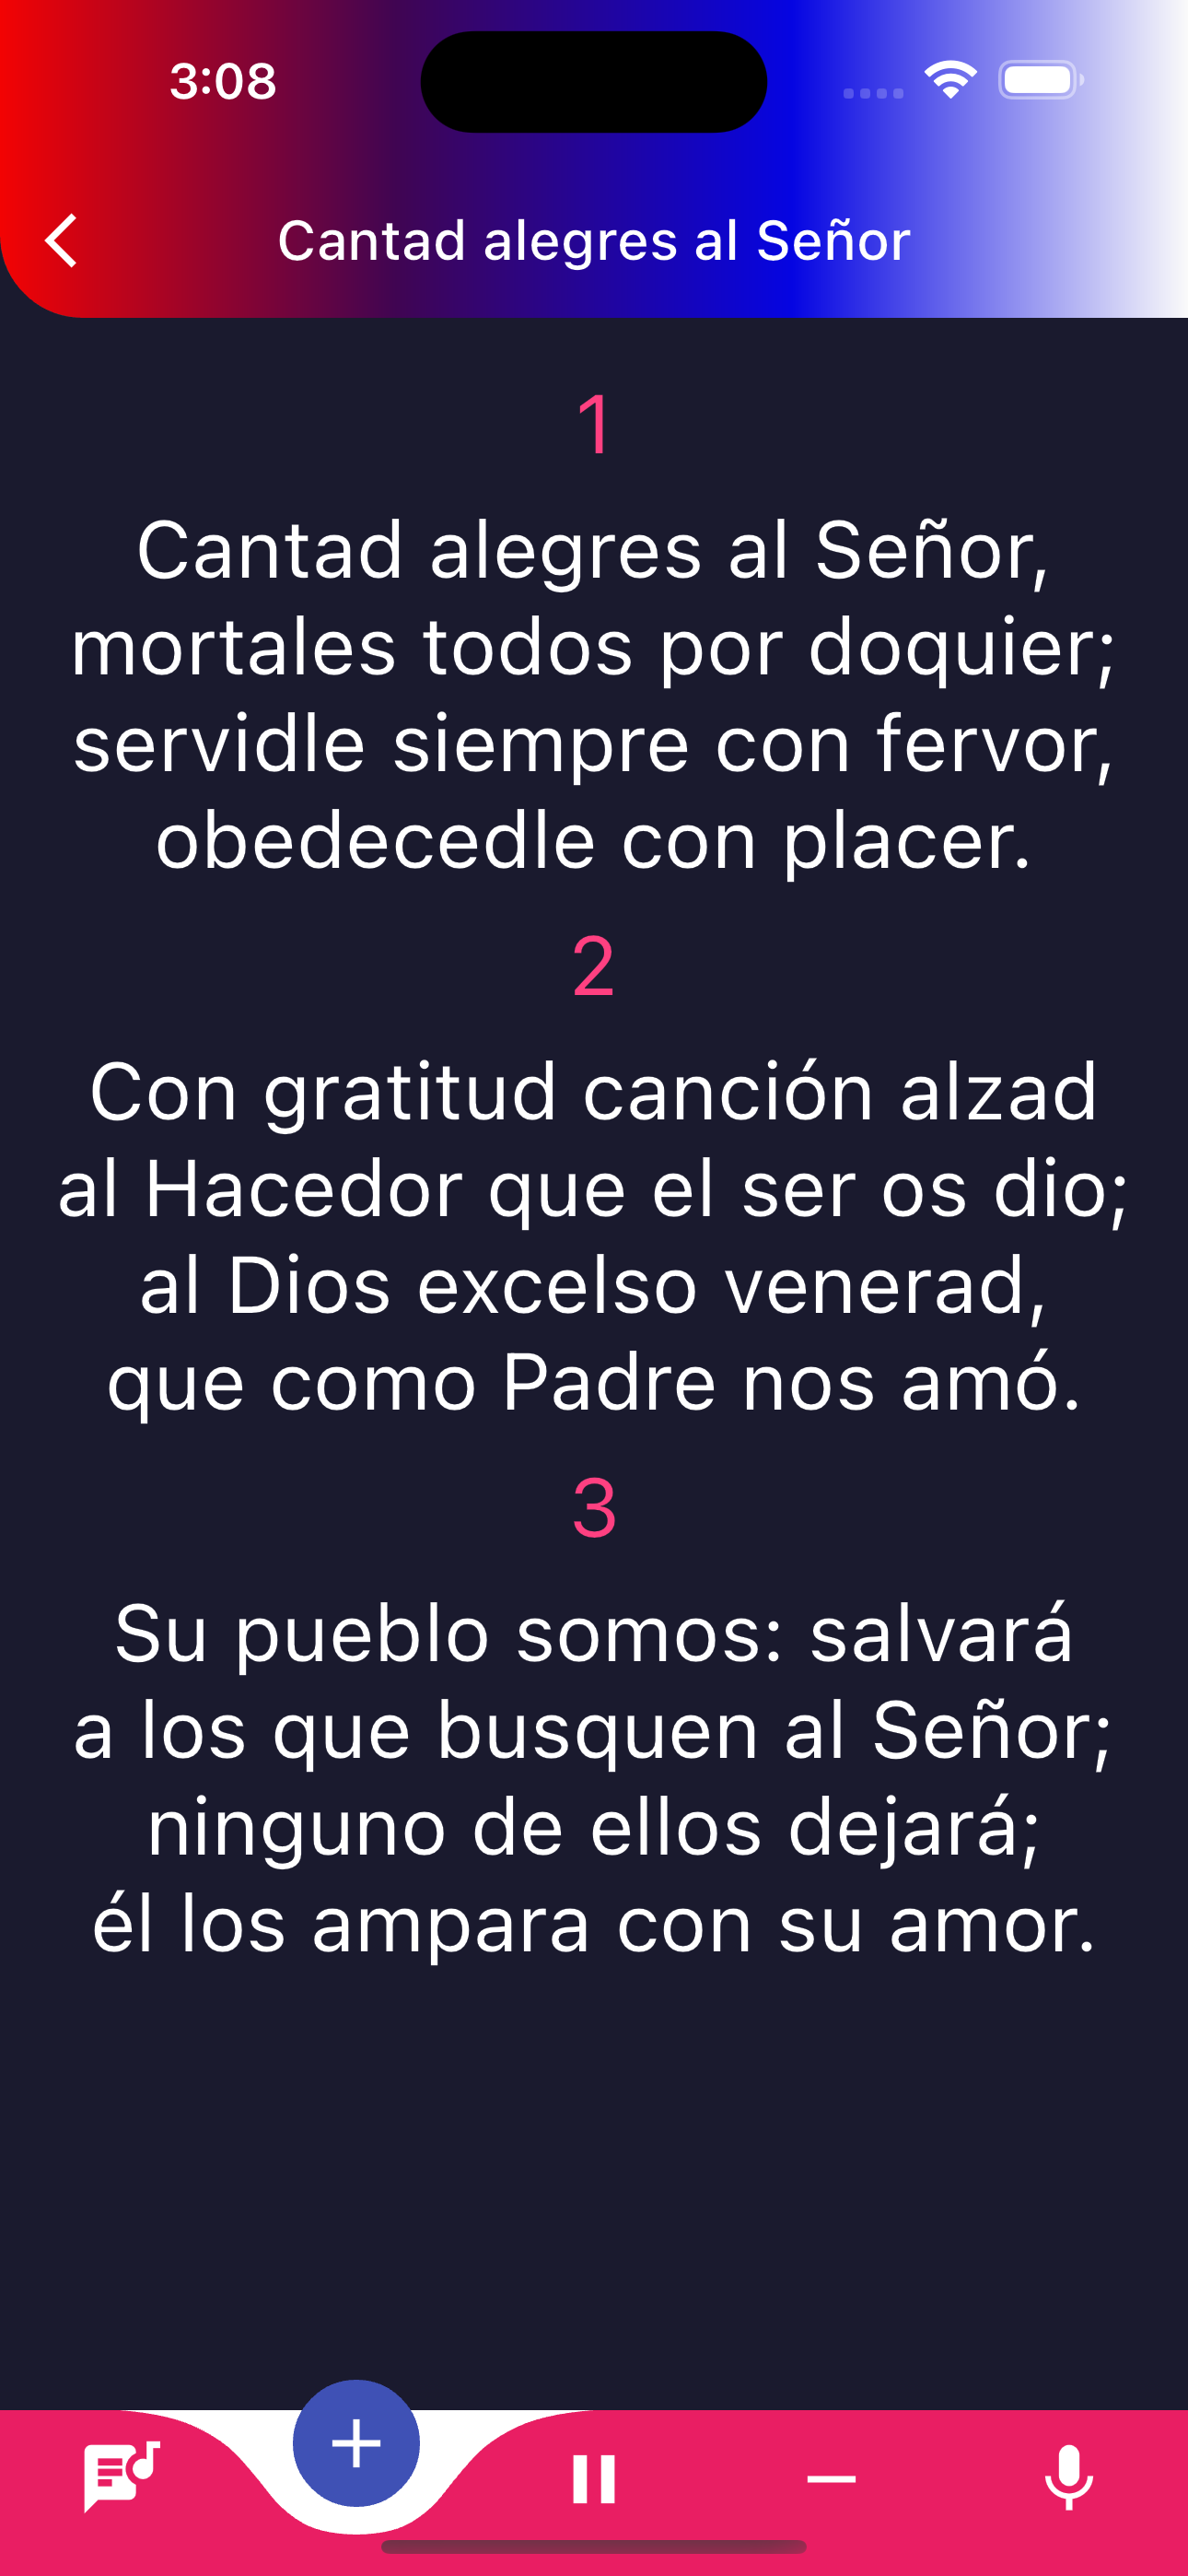 3:08
Cantad alegres al Señor
1
Cantad alegres al Señor,
mortales todos por doquier;
servidle siempre con fervor,
obedecedle con placer.
2
Con gratitud canción alzad
al Hacedor que el ser os dio;
al Dios excelso venerad,
que como Padre nos amó.
3
Su pueblo somos: salvará
a los que busquen al Señor;
ninguno de ellos dejará;
él los ampara con su amor.